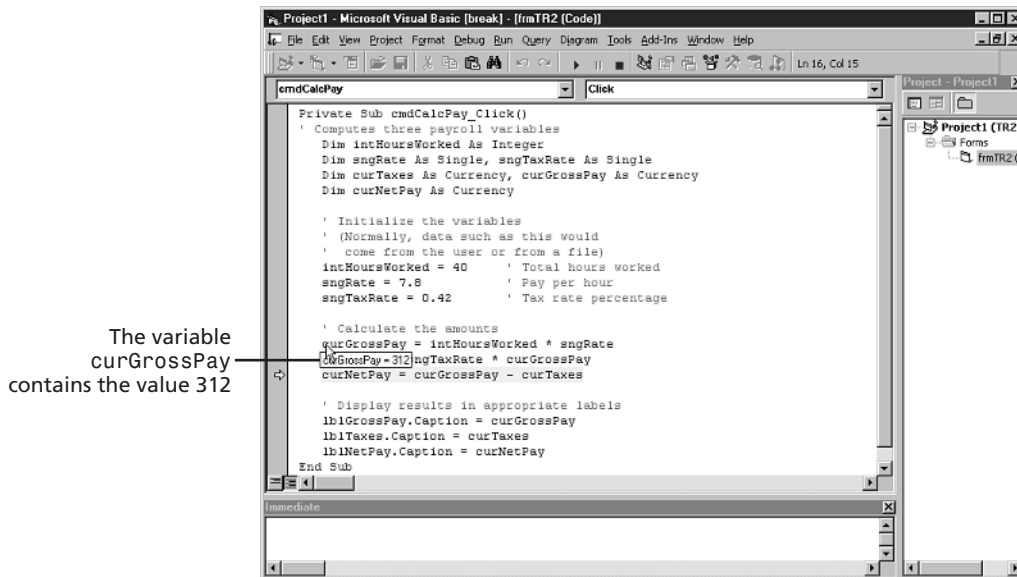 Project1 - Microsoft Visual Basic [break] - [frmTR2 (Code)]
File Edit View Project Format Debug Run Query Diagram Tools Add-Ins Window Help
Ln 16, Col 15
cmdCalcPay Click
Project - Project1
Project1 (TR2
Forms
frmTR2 (
Private Sub cmdCalcPay_Click()
' Computes three payroll variables
Dim intHoursWorked As Integer
Dim sngRate As Single, sngTaxRate As Single
Dim curTaxes As Currency, curGrossPay As Currency
Dim curNetPay As Currency
' Initialize the variables
' (Normally, data such as this would
' come from the user or from a file)
intHoursWorked = 40 ' Total hours worked
sngRate = 7.8 ' Pay per hour
sngTaxRate = 0.42 ' Tax rate percentage
' Calculate the amounts
curGrossPay = intHoursWorked * sngRate
curGrossPay = 312 ngTaxRate * curGrossPay
curNetPay = curGrossPay - curTaxes
' Display results in appropriate labels
lblGrossPay.Caption = curGrossPay
lblTaxes.Caption = curTaxes
lblNetPay.Caption = curNetPay
End Sub
The variable
curGrossPay
contains the value 312
Immediate